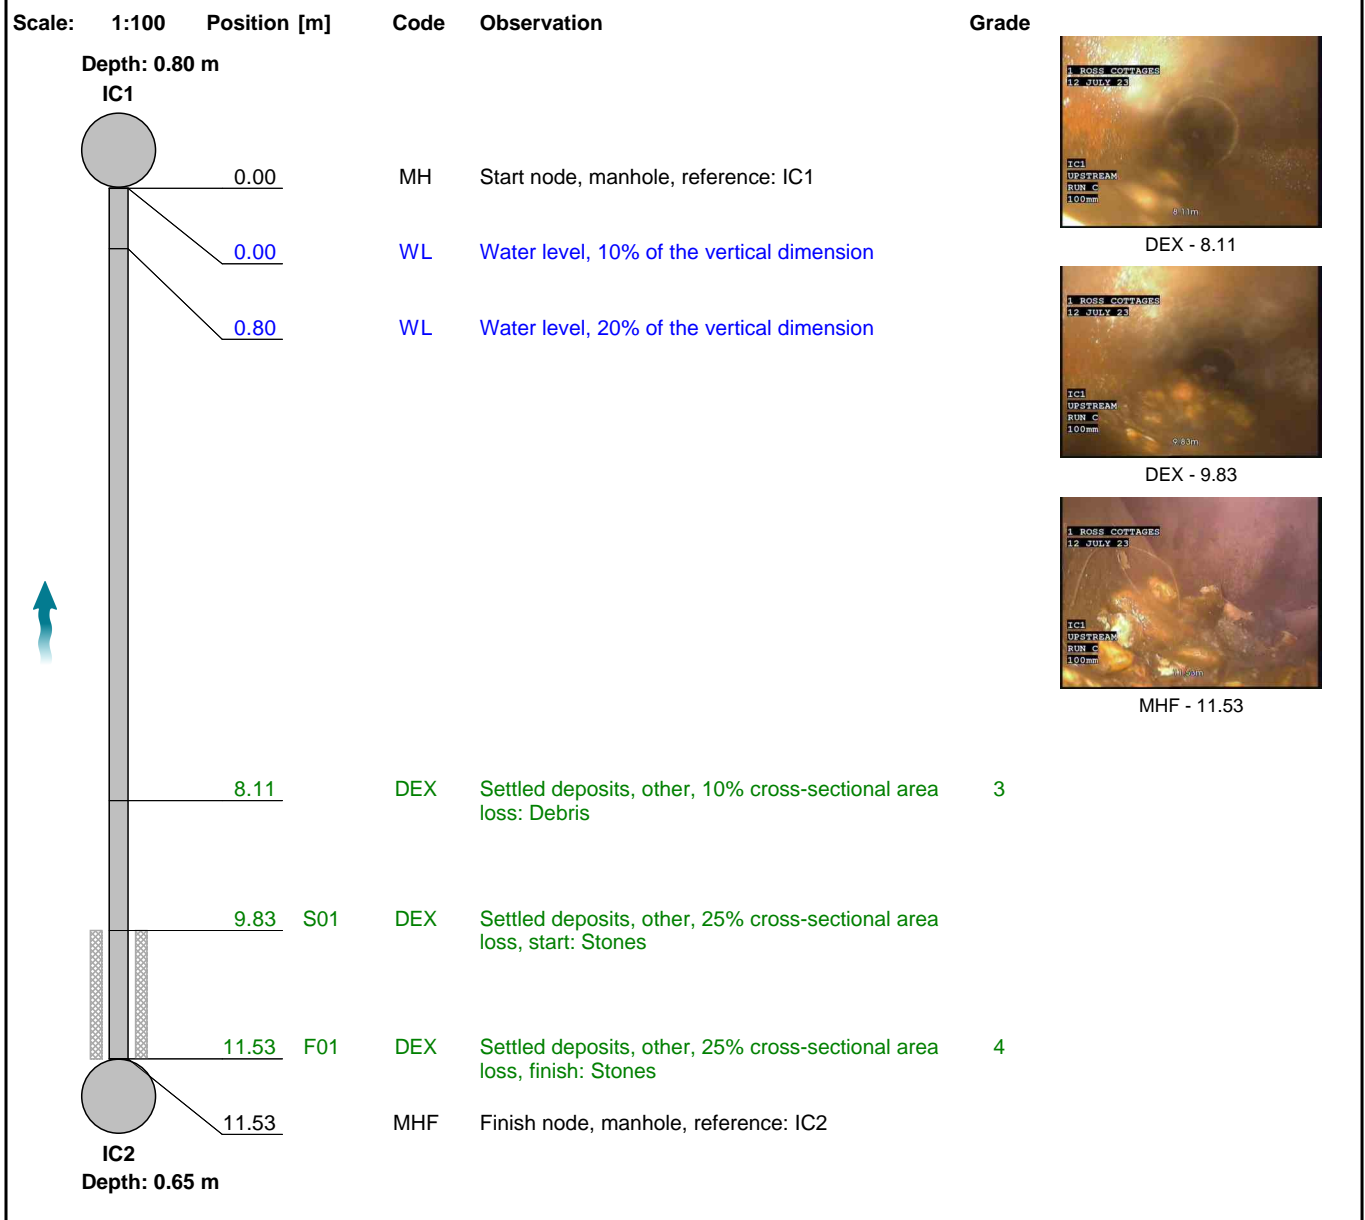 Scale: 1:100 Position [m] Code Observation Grade
Depth: 0.80 m
IC1
0.00 MH Start node, manhole, reference: IC1
0.00 WL Water level, 10% of the vertical dimension
0.80 WL Water level, 20% of the vertical dimension
8.11 DEX Settled deposits, other, 10% cross-sectional area 3
loss: Debris
9.83 S01 DEX Settled deposits, other, 25% cross-sectional area
loss, start: Stones
11.53 F01 DEX Settled deposits, other, 25% cross-sectional area 4
loss, finish: Stones
11.53 MHF Finish node, manhole, reference: IC2
IC2
Depth: 0.65 m
1 ROSS COTTAGES
12 JULY 23
IC1
UPSTREAM
RUN C
100mm
8.11m
DEX - 8.11
1 ROSS COTTAGES
12 JULY 23
IC1
UPSTREAM
RUN C
100mm
9.83m
DEX - 9.83
1 ROSS COTTAGES
12 JULY 23
IC1
UPSTREAM
RUN C
100mm
11.53m
MHF - 11.53